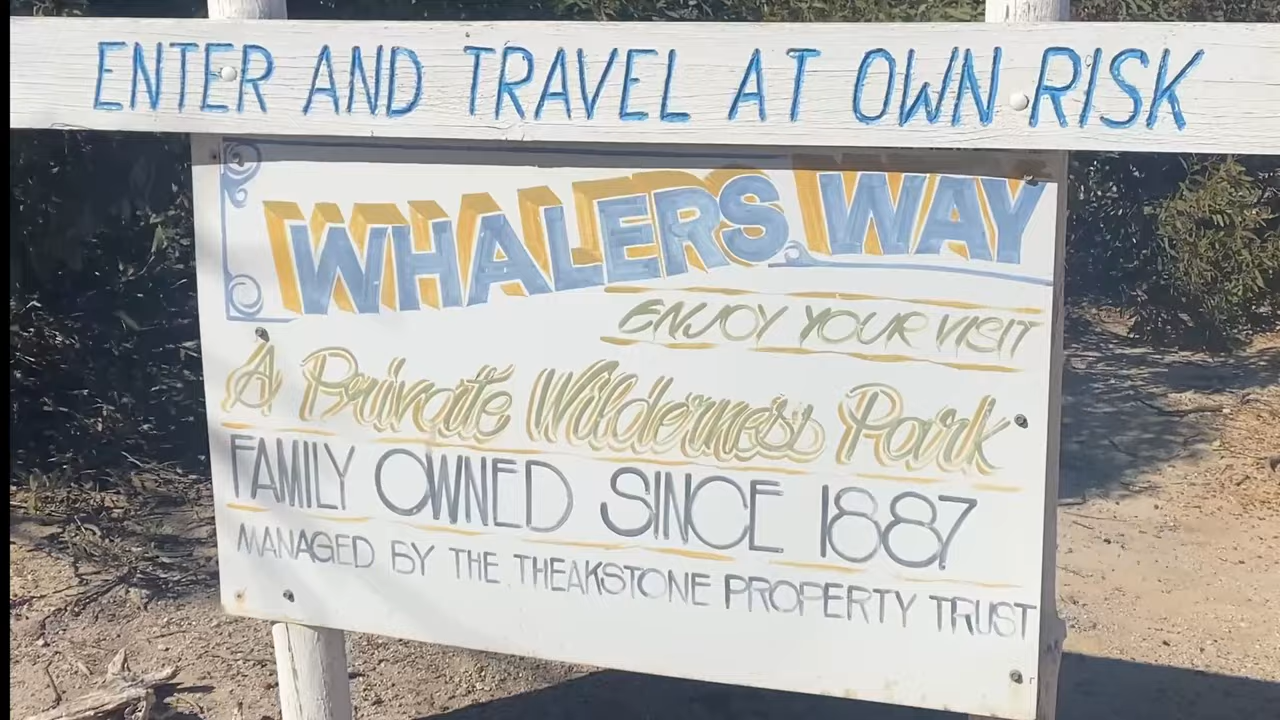 ENTER AND TRAVEL AT OWN RISK
WHALERS WAY
ENJOY YOUR VISIT
A Private Wilderness Park
FAMILY OWNED SINCE 1887
MANAGED BY THE THEAKSTONE PROPERTY TRUST